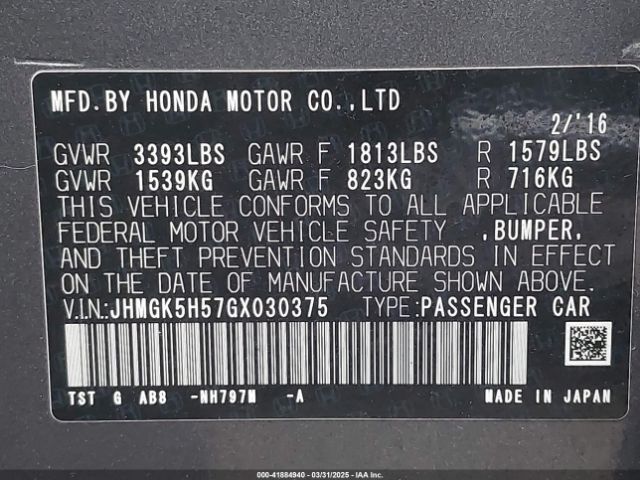 MFD.BY HONDA MOTOR CO.,LTD
2/'16
GVWR 3393LBS GAWR F 1813LBS R 1579LBS
GVWR 1539KG GAWR F 823KG R 716KG
THIS VEHICLE CONFORMS TO ALL APPLICABLE
FEDERAL MOTOR VEHICLE SAFETY ,BUMPER,
AND THEFT PREVENTION STANDARDS IN EFFECT
ON THE DATE OF MANUFACTURE SHOWN ABOVE.
V.I.N.:JHMGK5H57GX030375 TYPE:PASSENGER CAR
TST G AB8 -NH797M -A MADE IN JAPAN
000-41884940 - 03/31/2025 - IAAI.com